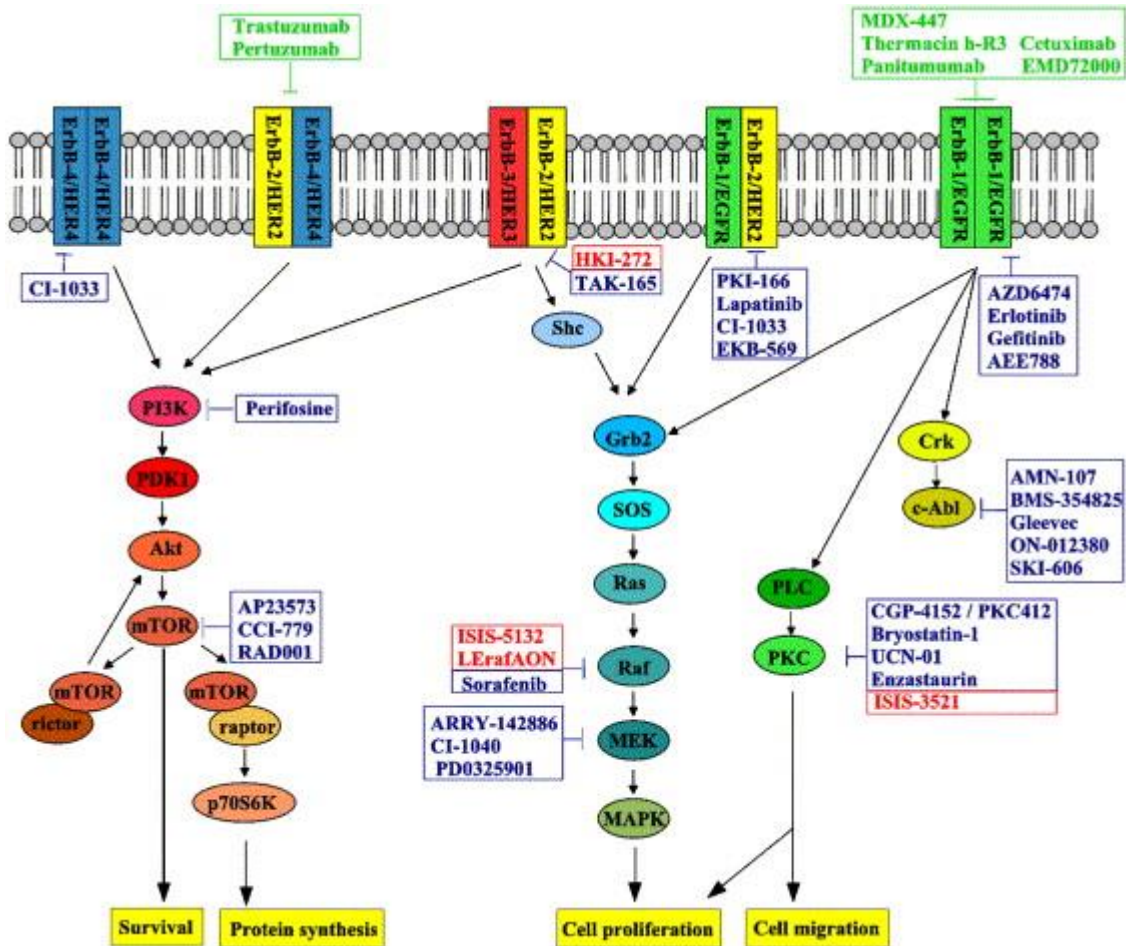 Trastuzumab
Pertuzumab
MDX-447
Thermacin h-R3 Cetuximab
Panitumumab EMD72000
ErbB-4/HER4
ErbB-4/HER4
ErbB-2/HER2
ErbB-4/HER4
ErbB-3/HER3
ErbB-2/HER2
ErbB-1/EGFR
ErbB-2/HER2
ErbB-1/EGFR
ErbB-1/EGFR
CI-1033
HKI-272
TAK-165
PKI-166
Lapatinib
CI-1033
EKB-569
AZD6474
Erlotinib
Gefitinib
AEE788
Shc
PI3K
Perifosine
Grb2
Crk
PDK1
c-Abl
AMN-107
BMS-354825
Gleevec
ON-012380
SKI-606
SOS
Akt
Ras
PLC
mTOR
AP23573
CCI-779
RAD001
CGP-4152 / PKC412
Bryostatin-1
UCN-01
Enzastaurin
ISIS-3521
ISIS-5132
LErafAON
Sorafenib
Raf
PKC
mTOR
rictor
mTOR
raptor
ARRY-142886
CI-1040
PD0325901
MEK
p70S6K
MAPK
Survival
Protein synthesis
Cell proliferation
Cell migration